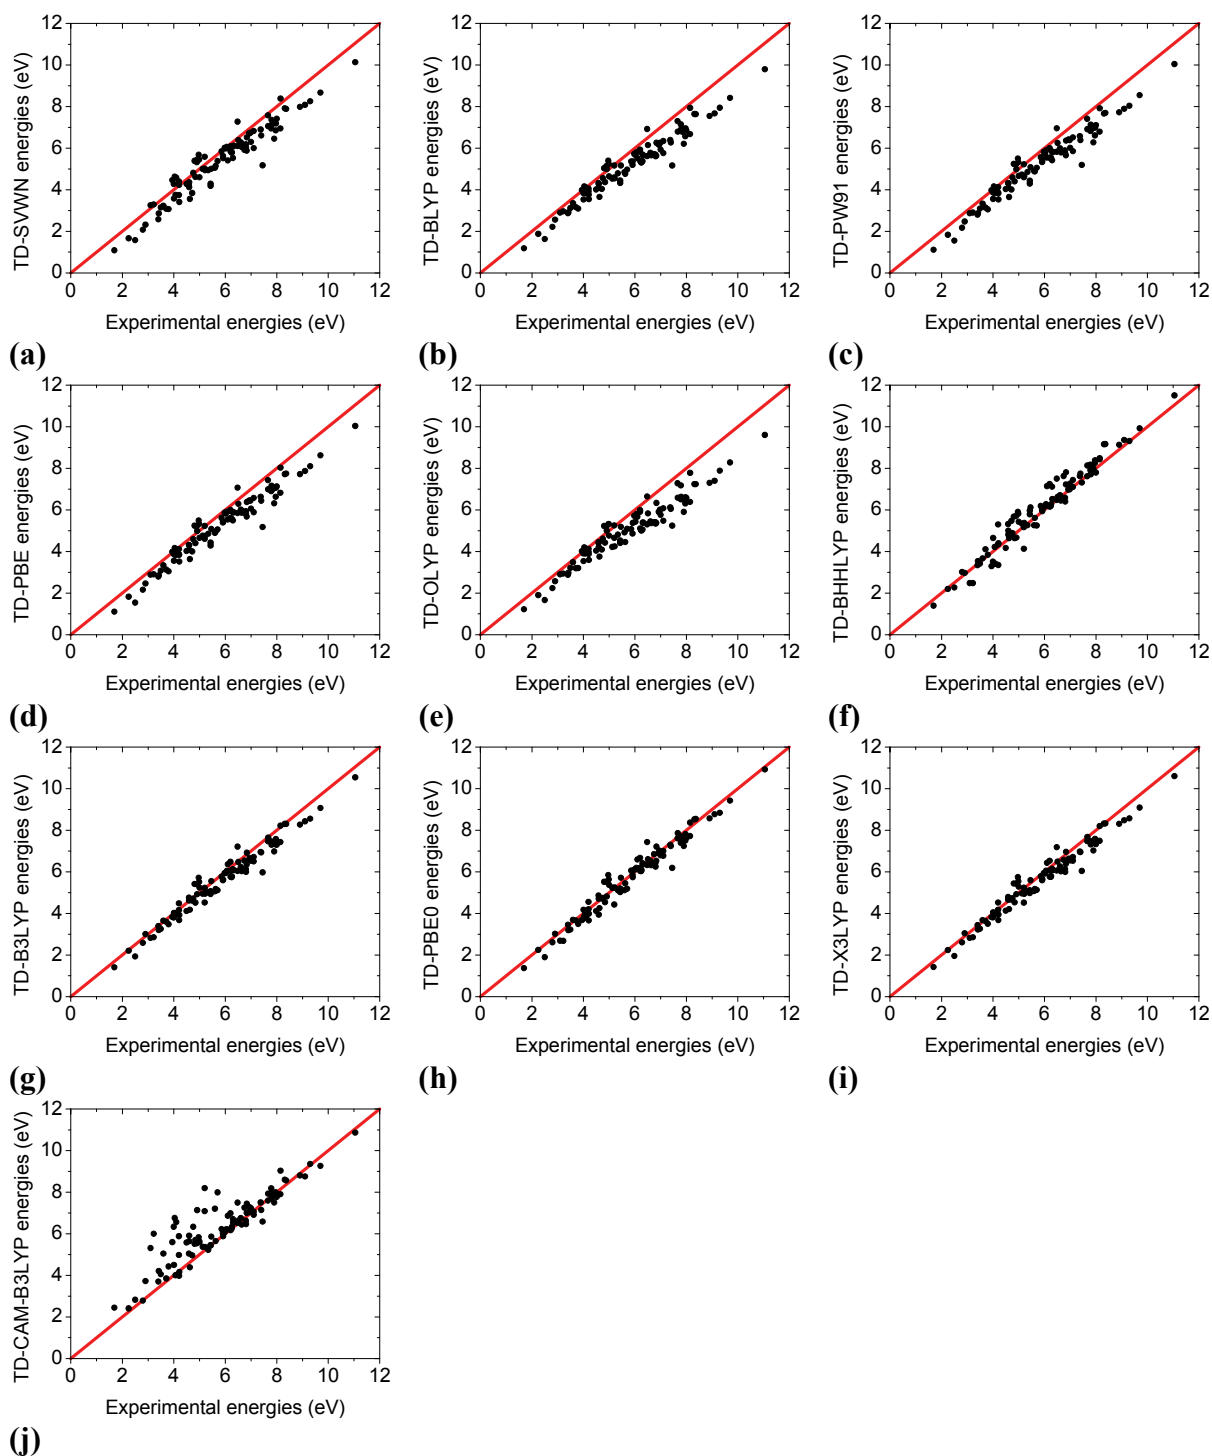 TD-SVWN energies (eV)
12
10
8
6
4
2
0
0 2 4 6 8 10 12
Experimental energies (eV)
(a)
TD-BLYP energies (eV)
12
10
8
6
4
2
0
0 2 4 6 8 10 12
Experimental energies (eV)
(b)
TD-PW91 energies (eV)
12
10
8
6
4
2
0
0 2 4 6 8 10 12
Experimental energies (eV)
(c)
TD-PBE energies (eV)
12
10
8
6
4
2
0
0 2 4 6 8 10 12
Experimental energies (eV)
(d)
TD-OLYP energies (eV)
12
10
8
6
4
2
0
0 2 4 6 8 10 12
Experimental energies (eV)
(e)
TD-BHHLYP energies (eV)
12
10
8
6
4
2
0
0 2 4 6 8 10 12
Experimental energies (eV)
(f)
TD-B3LYP energies (eV)
12
10
8
6
4
2
0
0 2 4 6 8 10 12
Experimental energies (eV)
(g)
TD-PBE0 energies (eV)
12
10
8
6
4
2
0
0 2 4 6 8 10 12
Experimental energies (eV)
(h)
TD-X3LYP energies (eV)
12
10
8
6
4
2
0
0 2 4 6 8 10 12
Experimental energies (eV)
(i)
TD-CAM-B3LYP energies (eV)
12
10
8
6
4
2
0
0 2 4 6 8 10 12
Experimental energies (eV)
(j)